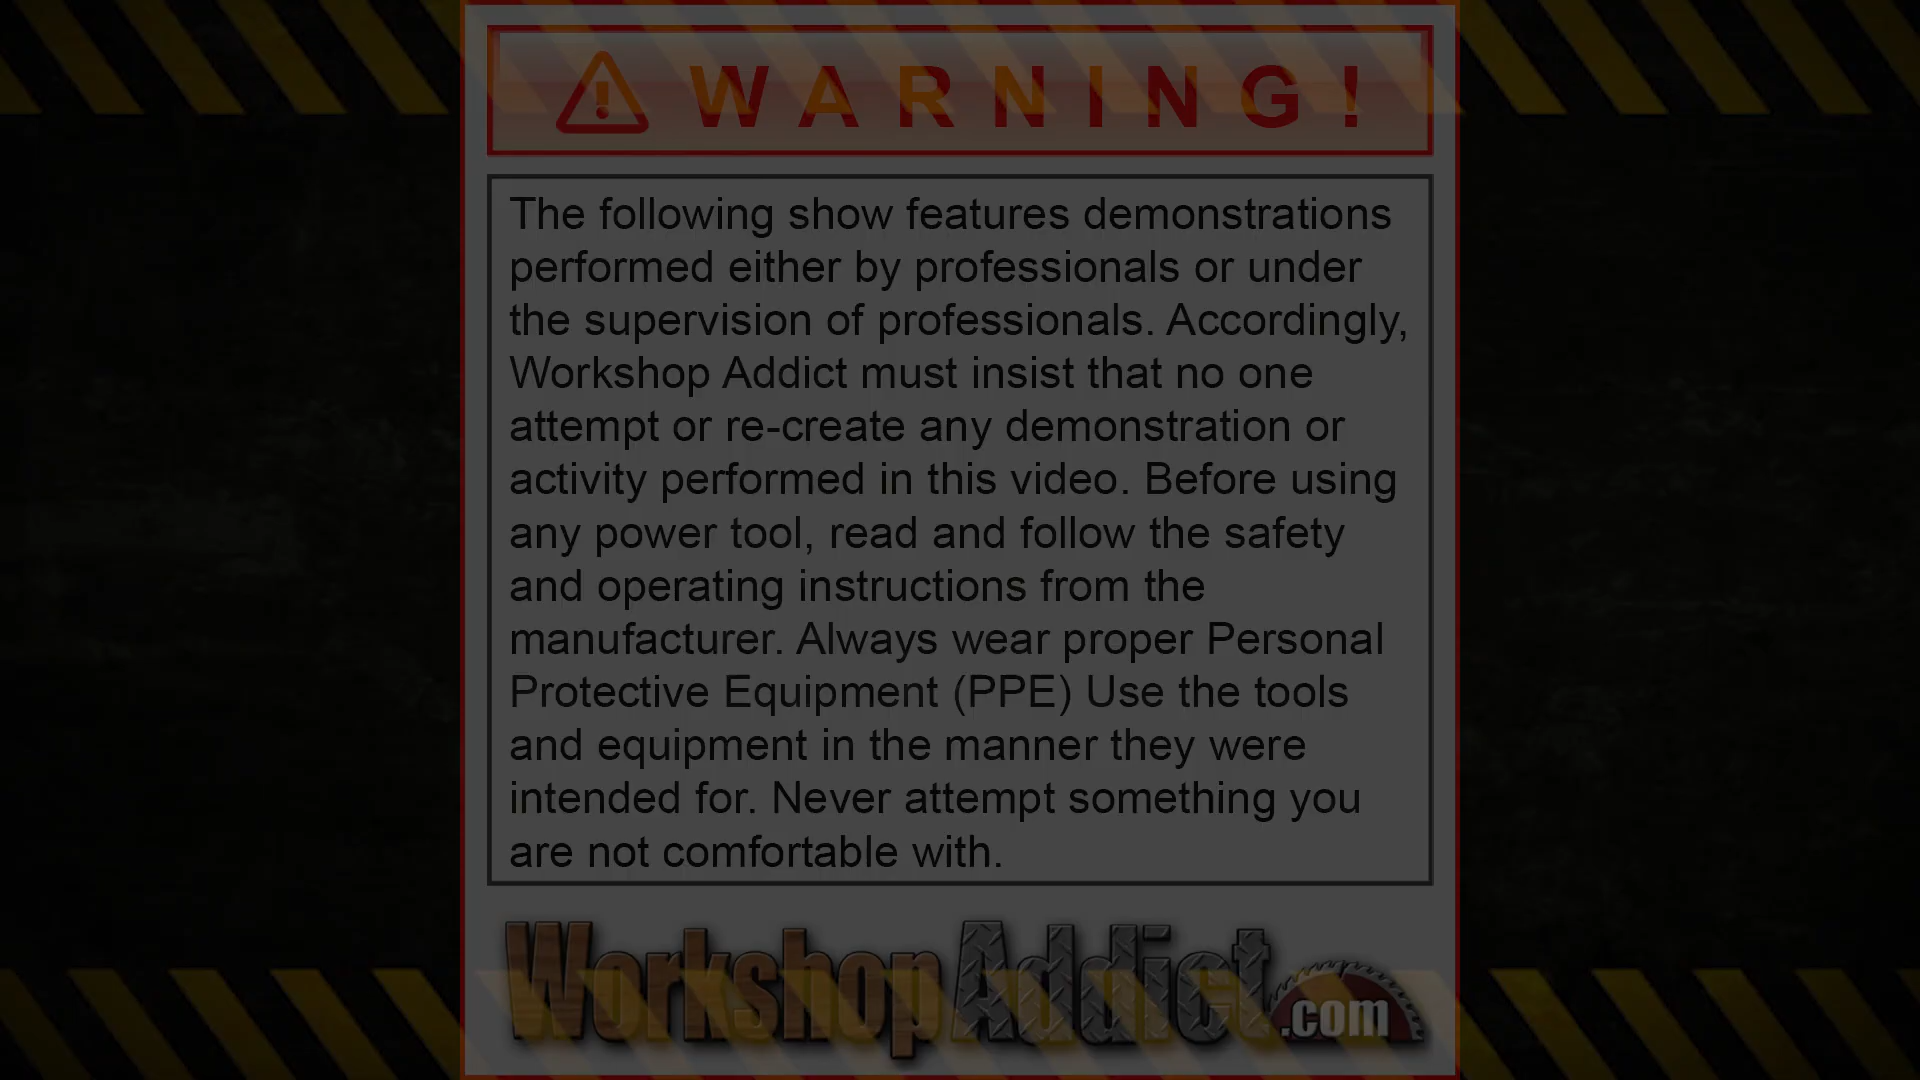 WARNING!
The following show features demonstrations
performed either by professionals or under
the supervision of professionals. Accordingly,
Workshop Addict must insist that no one
attempt or re-create any demonstration or
activity performed in this video. Before using
any power tool, read and follow the safety
and operating instructions from the
manufacturer. Always wear proper Personal
Protective Equipment (PPE) Use the tools
and equipment in the manner they were
intended for. Never attempt something you
are not comfortable with.
WorkshopAddict.com